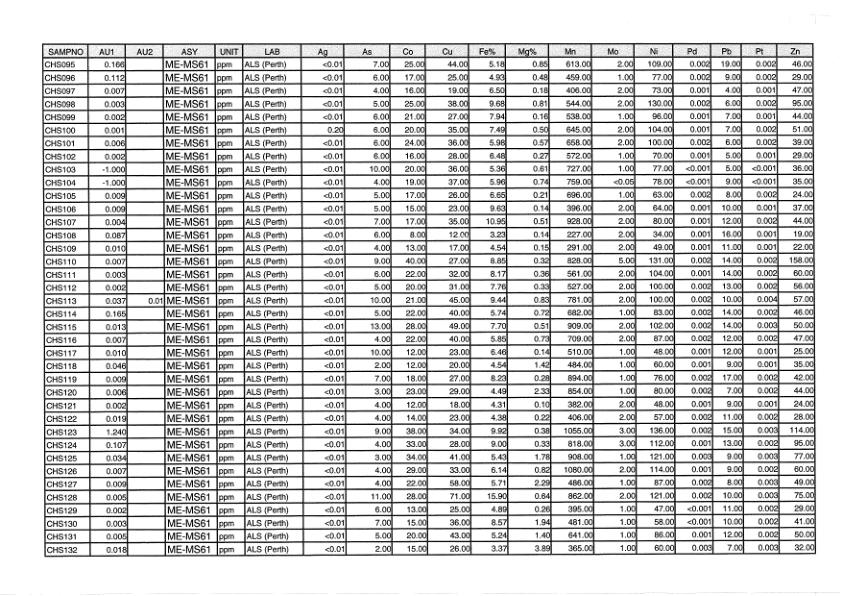 SAMPNO AU1 AU2 ASY UNIT LAB Ag As Co Cu Fe% Mg% Mn Mo Ni Pd Pb Pt Zn
CHS095 0.166 ME-MS61 ppm ALS (Perth) <0.01 7.00 25.00 44.00 5.18 0.85 613.00 2.00 109.00 0.002 19.00 0.002 46.00
CHS096 0.112 ME-MS61 ppm ALS (Perth) <0.01 6.00 17.00 25.00 4.93 0.48 459.00 1.00 77.00 0.002 9.00 0.002 29.00
CHS097 0.007 ME-MS61 ppm ALS (Perth) <0.01 4.00 16.00 19.00 6.50 0.18 406.00 2.00 73.00 0.001 4.00 0.001 47.00
CHS098 0.003 ME-MS61 ppm ALS (Perth) <0.01 5.00 25.00 38.00 9.68 0.81 544.00 2.00 130.00 0.002 6.00 0.002 95.00
CHS099 0.002 ME-MS61 ppm ALS (Perth) <0.01 6.00 21.00 27.00 7.94 0.16 538.00 1.00 96.00 0.001 7.00 0.001 44.00
CHS100 0.001 ME-MS61 ppm ALS (Perth) 0.20 6.00 20.00 35.00 7.49 0.50 645.00 2.00 104.00 0.001 7.00 0.002 51.00
CHS101 0.006 ME-MS61 ppm ALS (Perth) <0.01 6.00 24.00 36.00 5.98 0.57 658.00 2.00 100.00 0.002 6.00 0.002 39.00
CHS102 0.002 ME-MS61 ppm ALS (Perth) <0.01 6.00 16.00 28.00 6.48 0.27 572.00 1.00 70.00 0.001 5.00 0.001 29.00
CHS103 -1.000 ME-MS61 ppm ALS (Perth) <0.01 10.00 20.00 36.00 5.36 0.61 727.00 1.00 77.00 <0.001 5.00 <0.001 36.00
CHS104 -1.000 ME-MS61 ppm ALS (Perth) <0.01 4.00 19.00 37.00 5.96 0.74 759.00 <0.05 78.00 <0.001 9.00 <0.001 35.00
CHS105 0.009 ME-MS61 ppm ALS (Perth) <0.01 5.00 17.00 26.00 6.65 0.21 696.00 1.00 63.00 0.002 8.00 0.002 24.00
CHS106 0.009 ME-MS61 ppm ALS (Perth) <0.01 5.00 15.00 23.00 9.63 0.14 396.00 2.00 64.00 0.001 10.00 0.001 37.00
CHS107 0.004 ME-MS61 ppm ALS (Perth) <0.01 7.00 17.00 35.00 10.95 0.51 928.00 2.00 80.00 0.001 12.00 0.002 44.00
CHS108 0.087 ME-MS61 ppm ALS (Perth) <0.01 6.00 8.00 12.00 3.23 0.14 227.00 2.00 34.00 0.001 16.00 0.001 19.00
CHS109 0.010 ME-MS61 ppm ALS (Perth) <0.01 4.00 13.00 17.00 4.54 0.15 291.00 2.00 49.00 0.001 11.00 0.001 22.00
CHS110 0.007 ME-MS61 ppm ALS (Perth) <0.01 9.00 40.00 27.00 8.85 0.32 828.00 5.00 131.00 0.002 14.00 0.002 158.00
CHS111 0.003 ME-MS61 ppm ALS (Perth) <0.01 6.00 22.00 32.00 8.17 0.36 561.00 2.00 104.00 0.001 14.00 0.002 60.00
CHS112 0.002 ME-MS61 ppm ALS (Perth) <0.01 5.00 20.00 31.00 7.76 0.33 527.00 2.00 100.00 0.002 13.00 0.002 56.00
CHS113 0.037 0.01 ME-MS61 ppm ALS (Perth) <0.01 10.00 21.00 45.00 9.44 0.83 781.00 2.00 100.00 0.002 10.00 0.004 57.00
CHS114 0.165 ME-MS61 ppm ALS (Perth) <0.01 5.00 22.00 40.00 5.74 0.72 682.00 1.00 83.00 0.002 14.00 0.002 46.00
CHS115 0.013 ME-MS61 ppm ALS (Perth) <0.01 13.00 28.00 49.00 7.70 0.51 909.00 2.00 102.00 0.002 14.00 0.003 50.00
CHS116 0.007 ME-MS61 ppm ALS (Perth) <0.01 4.00 22.00 40.00 5.85 0.73 709.00 2.00 87.00 0.002 12.00 0.002 47.00
CHS117 0.010 ME-MS61 ppm ALS (Perth) <0.01 10.00 12.00 23.00 6.46 0.14 510.00 1.00 48.00 0.001 12.00 0.001 25.00
CHS118 0.046 ME-MS61 ppm ALS (Perth) <0.01 2.00 12.00 20.00 4.54 1.42 484.00 1.00 60.00 0.001 9.00 0.001 35.00
CHS119 0.009 ME-MS61 ppm ALS (Perth) <0.01 7.00 18.00 27.00 8.23 0.28 894.00 1.00 76.00 0.002 17.00 0.002 42.00
CHS120 0.006 ME-MS61 ppm ALS (Perth) <0.01 3.00 23.00 29.00 4.49 2.33 854.00 1.00 80.00 0.002 7.00 0.002 44.00
CHS121 0.002 ME-MS61 ppm ALS (Perth) <0.01 4.00 12.00 18.00 4.31 0.10 382.00 2.00 48.00 0.001 9.00 0.001 24.00
CHS122 0.019 ME-MS61 ppm ALS (Perth) <0.01 4.00 14.00 23.00 4.38 0.22 406.00 2.00 57.00 0.002 11.00 0.002 28.00
CHS123 1.240 ME-MS61 ppm ALS (Perth) <0.01 9.00 38.00 34.00 9.92 0.38 1055.00 3.00 136.00 0.002 15.00 0.003 114.00
CHS124 0.107 ME-MS61 ppm ALS (Perth) <0.01 4.00 33.00 28.00 9.00 0.33 818.00 3.00 112.00 0.001 13.00 0.002 95.00
CHS125 0.034 ME-MS61 ppm ALS (Perth) <0.01 3.00 34.00 41.00 5.43 1.78 908.00 1.00 121.00 0.003 9.00 0.003 77.00
CHS126 0.007 ME-MS61 ppm ALS (Perth) <0.01 4.00 29.00 33.00 6.14 0.82 1080.00 2.00 114.00 0.001 9.00 0.002 60.00
CHS127 0.009 ME-MS61 ppm ALS (Perth) <0.01 4.00 22.00 58.00 5.71 2.29 486.00 1.00 87.00 0.002 8.00 0.003 49.00
CHS128 0.005 ME-MS61 ppm ALS (Perth) <0.01 11.00 28.00 71.00 15.90 0.64 862.00 2.00 121.00 0.002 10.00 0.003 75.00
CHS129 0.002 ME-MS61 ppm ALS (Perth) <0.01 6.00 13.00 25.00 4.89 0.26 395.00 1.00 47.00 <0.001 11.00 0.002 29.00
CHS130 0.003 ME-MS61 ppm ALS (Perth) <0.01 7.00 15.00 36.00 8.57 1.94 481.00 1.00 58.00 <0.001 10.00 0.002 41.00
CHS131 0.005 ME-MS61 ppm ALS (Perth) <0.01 5.00 20.00 43.00 5.24 1.40 641.00 1.00 86.00 0.001 12.00 0.002 50.00
CHS132 0.018 ME-MS61 ppm ALS (Perth) <0.01 2.00 15.00 26.00 3.37 3.89 365.00 1.00 60.00 0.003 7.00 0.003 32.00